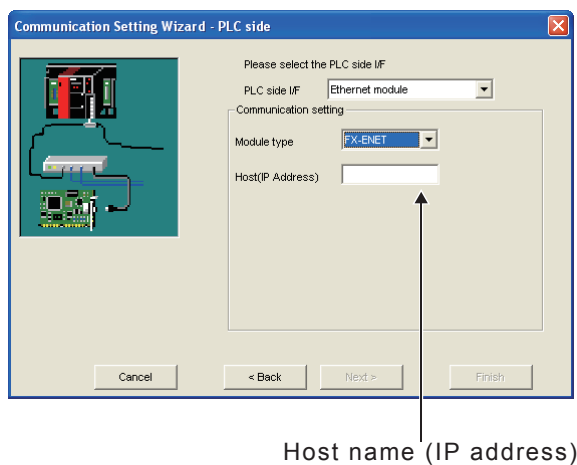 Communication Setting Wizard - PLC side
Please select the PLC side I/F
PLC side I/F Ethernet module
Communication setting
Module type FX-ENET
Host(IP Address)
Cancel < Back Next > Finish
Host name (IP address)